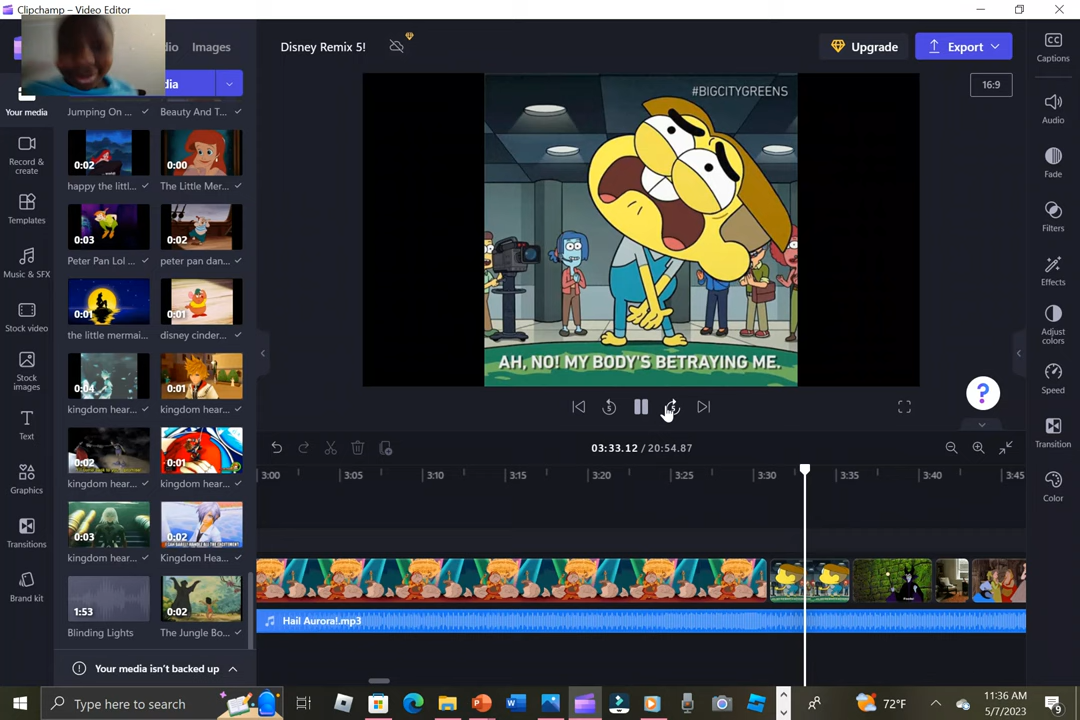 Clipchamp – Video Editor
Images
Disney Remix 5!
Upgrade
Export
16:9
Captions
Your media
Jumping On ...
Beauty And T...
0:02
0:00
happy the littl...
The Little Mer...
0:03
0:02
Peter Pan Lol ...
peter pan dan...
0:01
0:01
the little mermai...
disney cinder...
0:04
0:01
kingdom hear...
kingdom hear...
0:02
0:01
kingdom hear...
kingdom hear...
0:03
0:02
kingdom hear...
Kingdom Hea...
1:53
0:02
Blinding Lights
The Jungle Bo...
Your media isn't backed up
Record & create
Templates
Music & SFX
Stock video
Stock images
Text
Graphics
Transitions
Brand kit
#BIGCITYGREENS
AH, NO! MY BODY'S BETRAYING ME.
5
5
?
03:33.12 / 20:54.87
3:00
3:05
3:10
3:15
3:20
3:25
3:30
3:35
3:40
3:45
Hail Aurora!.mp3
Audio
Fade
Filters
Effects
Adjust colors
Speed
Transition
Color
Type here to search
72°F
11:36 AM
5/7/2023
9